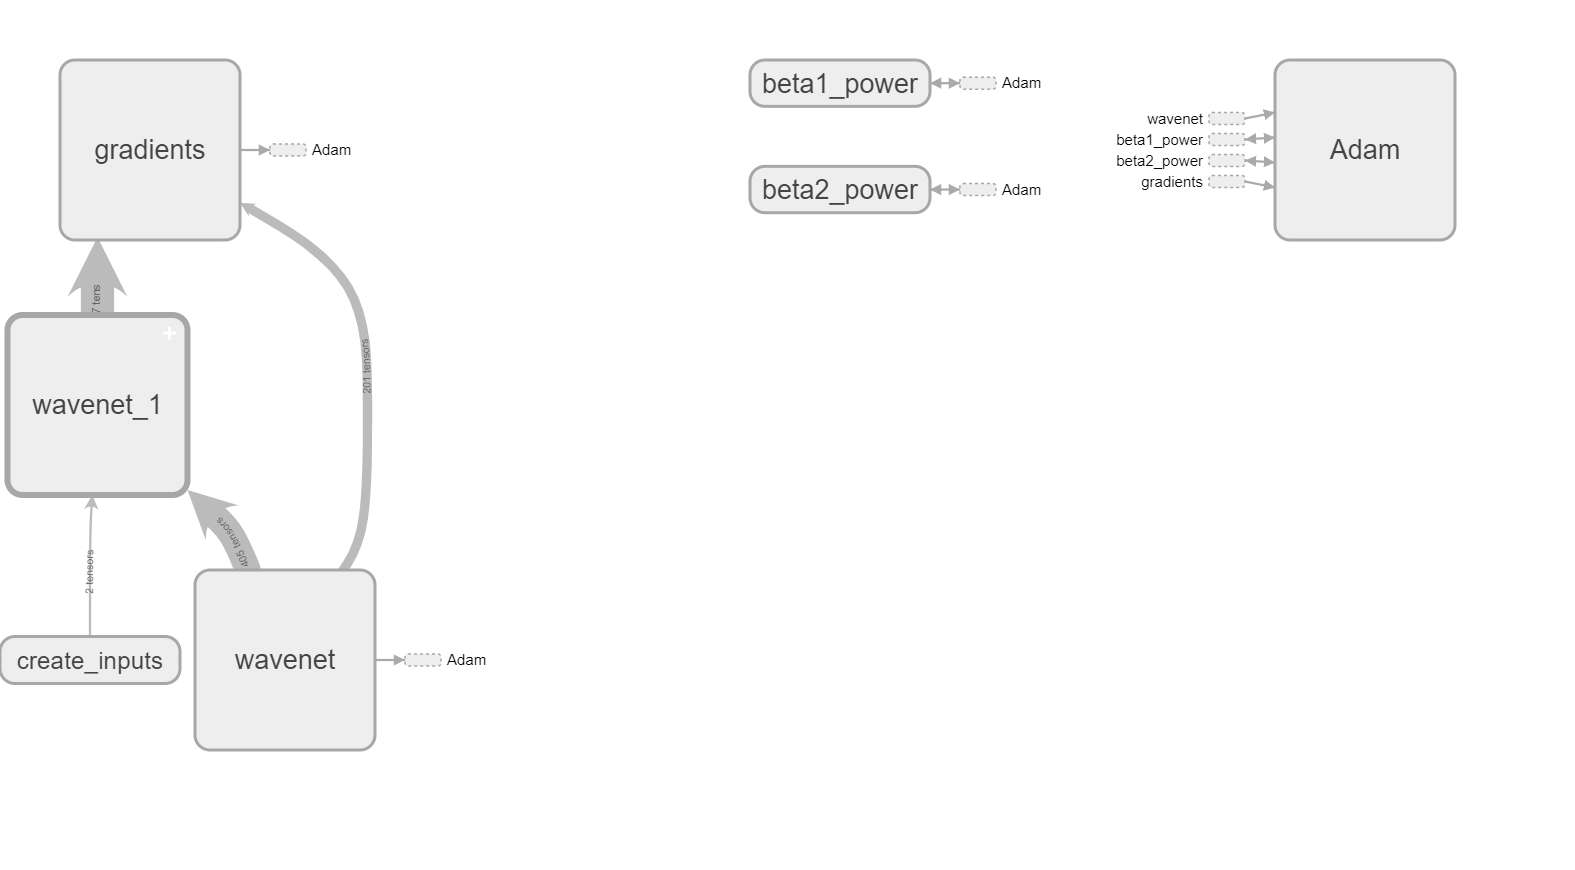 gradients
Adam
7 tens
wavenet_1
201 tensors
405 tensors
2 tensors
create_inputs
wavenet
Adam
beta1_power
Adam
beta2_power
Adam
wavenet
beta1_power
beta2_power
gradients
Adam